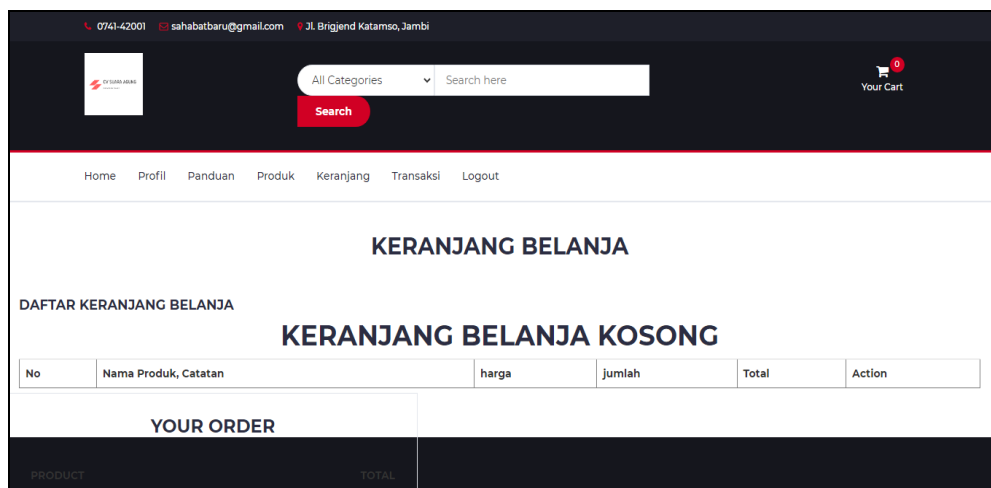 0741-42001 sahabatbaru@gmail.com Jl. Brigjend Katamso, Jambi
All Categories Search here
0
Your Cart
Search
Home Profil Panduan Produk Keranjang Transaksi Logout
KERANJANG BELANJA
DAFTAR KERANJANG BELANJA
KERANJANG BELANJA KOSONG
No Nama Produk, Catatan harga jumlah Total Action
YOUR ORDER
PRODUCT TOTAL